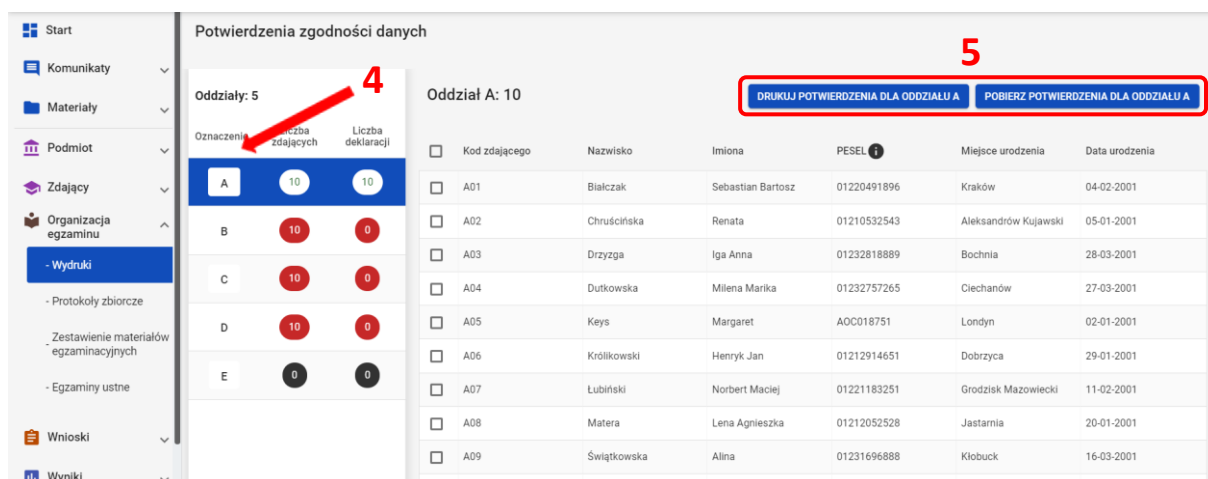 Start
Komunikaty
Materiały
Podmiot
Zdający
Organizacja
egzaminu
- Wydruki
- Protokoły zbiorcze
- Zestawienie materiałów
egzaminacyjnych
- Egzaminy ustne
Wnioski
Wyniki
Potwierdzenia zgodności danych
4
5
Oddziały: 5
Oznaczenie Liczba zdających Liczba deklaracji
A 10 10
B 10 0
C 10 0
D 10 0
E 0 0
Oddział A: 10
DRUKUJ POTWIERDZENIA DLA ODDZIAŁU A POBIERZ POTWIERDZENIA DLA ODDZIAŁU A
Kod zdającego Nazwisko Imiona PESEL i Miejsce urodzenia Data urodzenia
A01 Białczak Sebastian Bartosz 01220491896 Kraków 04-02-2001
A02 Chruścińska Renata 01210532543 Aleksandrów Kujawski 05-01-2001
A03 Drzyzga Iga Anna 01232818889 Bochnia 28-03-2001
A04 Dutkowska Milena Marika 01232757265 Ciechanów 27-03-2001
A05 Keys Margaret AOC018751 Londyn 02-01-2001
A06 Królikowski Henryk Jan 01212914651 Dobrzyca 29-01-2001
A07 Łubiński Norbert Maciej 01221183251 Grodzisk Mazowiecki 11-02-2001
A08 Matera Lena Agnieszka 01212052528 Jastarnia 20-01-2001
A09 Świątkowska Alina 01231696888 Kłobuck 16-03-2001